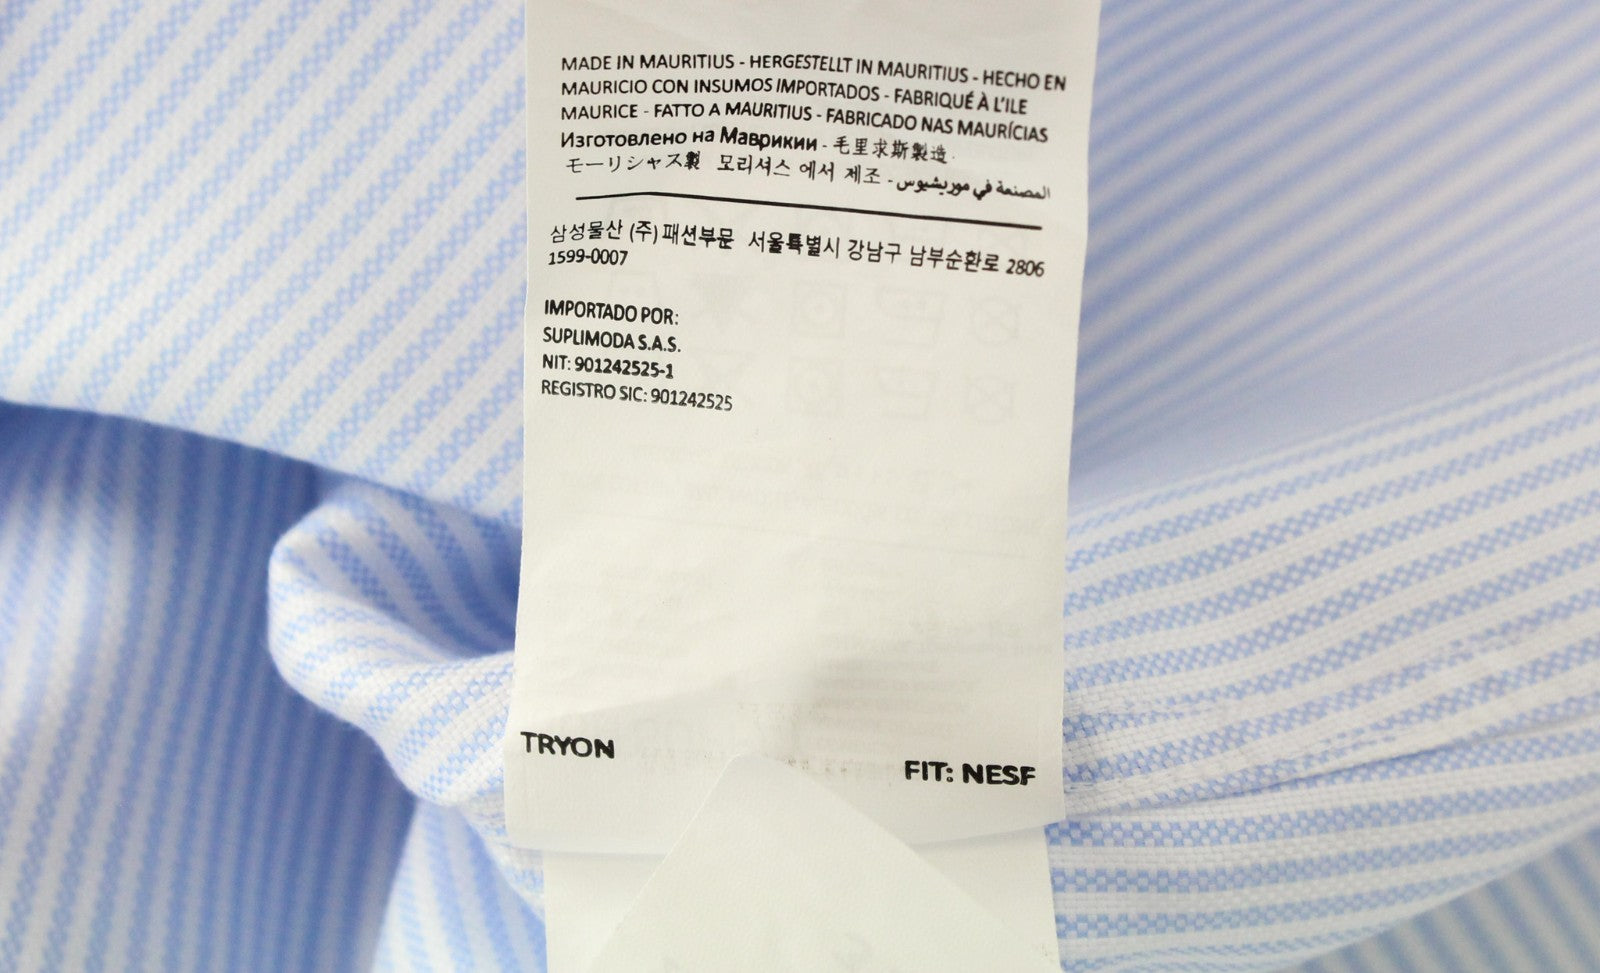 MADE IN MAURITIUS - HERGESTELLT IN MAURITIUS - HECHO EN
MAURICIO CON INSUMOS IMPORTADOS - FABRIQUÉ À L'ILE
MAURICE - FATTO A MAURITIUS - FABRICADO NAS MAURÍCIAS
Изготовлено на Маврикии - 毛里求斯製造 -
モーリシャス製 모리셔스 에서 제조 - المصنعة في موريشيوس
삼성물산 (주) 패션부문 서울특별시 강남구 남부순환로 2806
1599-0007
IMPORTADO POR:
SUPLIMODA S.A.S.
NIT: 901242525-1
REGISTRO SIC: 901242525
TRYON FIT: NESF